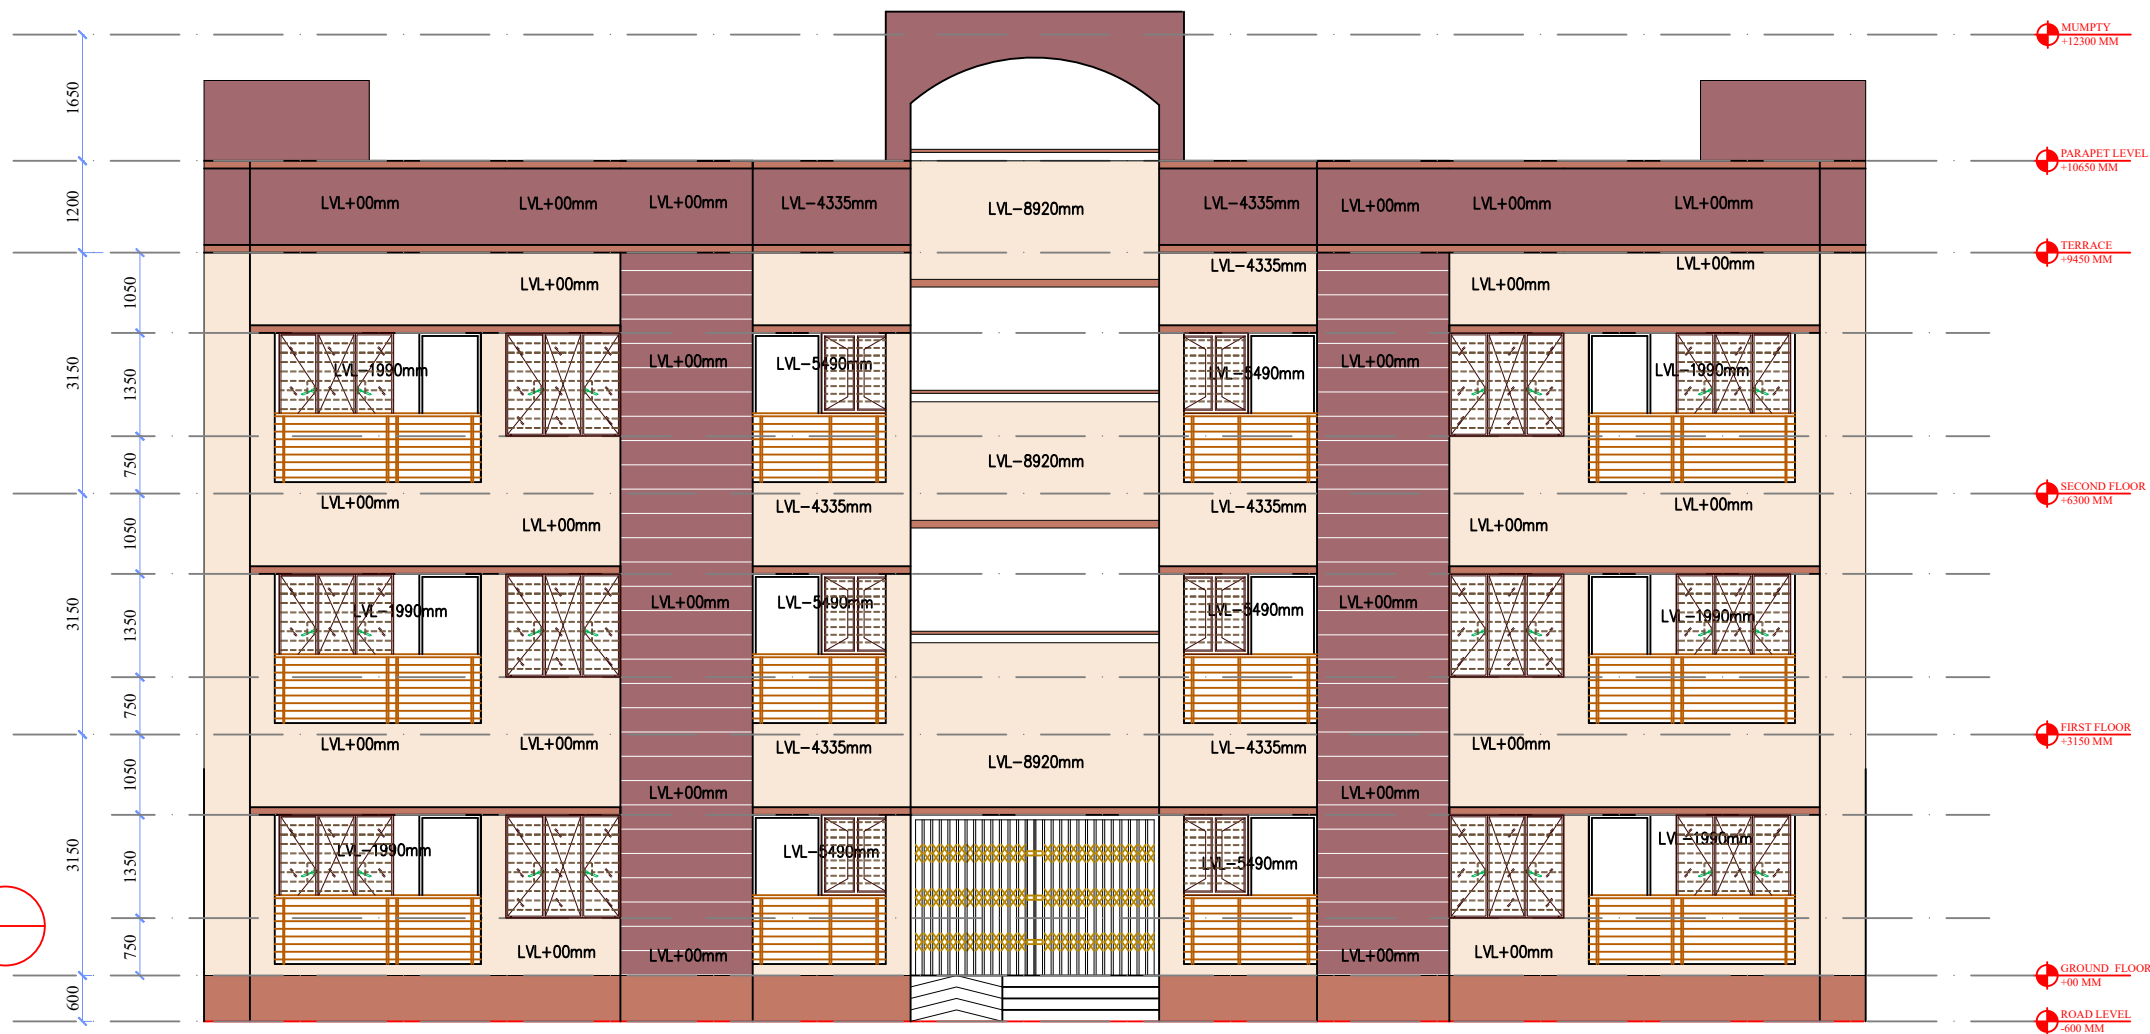 MUMPTY
+12300 MM
1650
PARAPET LEVEL
+10650 MM
1200
LVL+00mm LVL+00mm LVL+00mm LVL-4335mm LVL-8920mm LVL-4335mm LVL+00mm LVL+00mm LVL+00mm
TERRACE
+9450 MM
LVL-4335mm LVL+00mm
1050 LVL+00mm LVL+00mm
3150 1350 LVL-1990mm LVL+00mm LVL-5490mm LVL-5490mm LVL+00mm LVL-1990mm
750 LVL-8920mm
SECOND FLOOR
+6300 MM
LVL+00mm LVL-4335mm LVL-4335mm LVL+00mm
1050 LVL+00mm LVL+00mm
3150 1350 LVL-1990mm LVL+00mm LVL-5490mm LVL-5490mm LVL+00mm LVL-1990mm
750
FIRST FLOOR
+3150 MM
LVL+00mm LVL+00mm LVL-4335mm LVL-4335mm LVL+00mm
1050 LVL-8920mm
LVL+00mm LVL+00mm
3150 1350 LVL-1990mm LVL-5490mm LVL-5490mm LVL-1990mm
750 LVL+00mm LVL+00mm LVL+00mm LVL+00mm
GROUND FLOOR
+00 MM
600
ROAD LEVEL
-600 MM